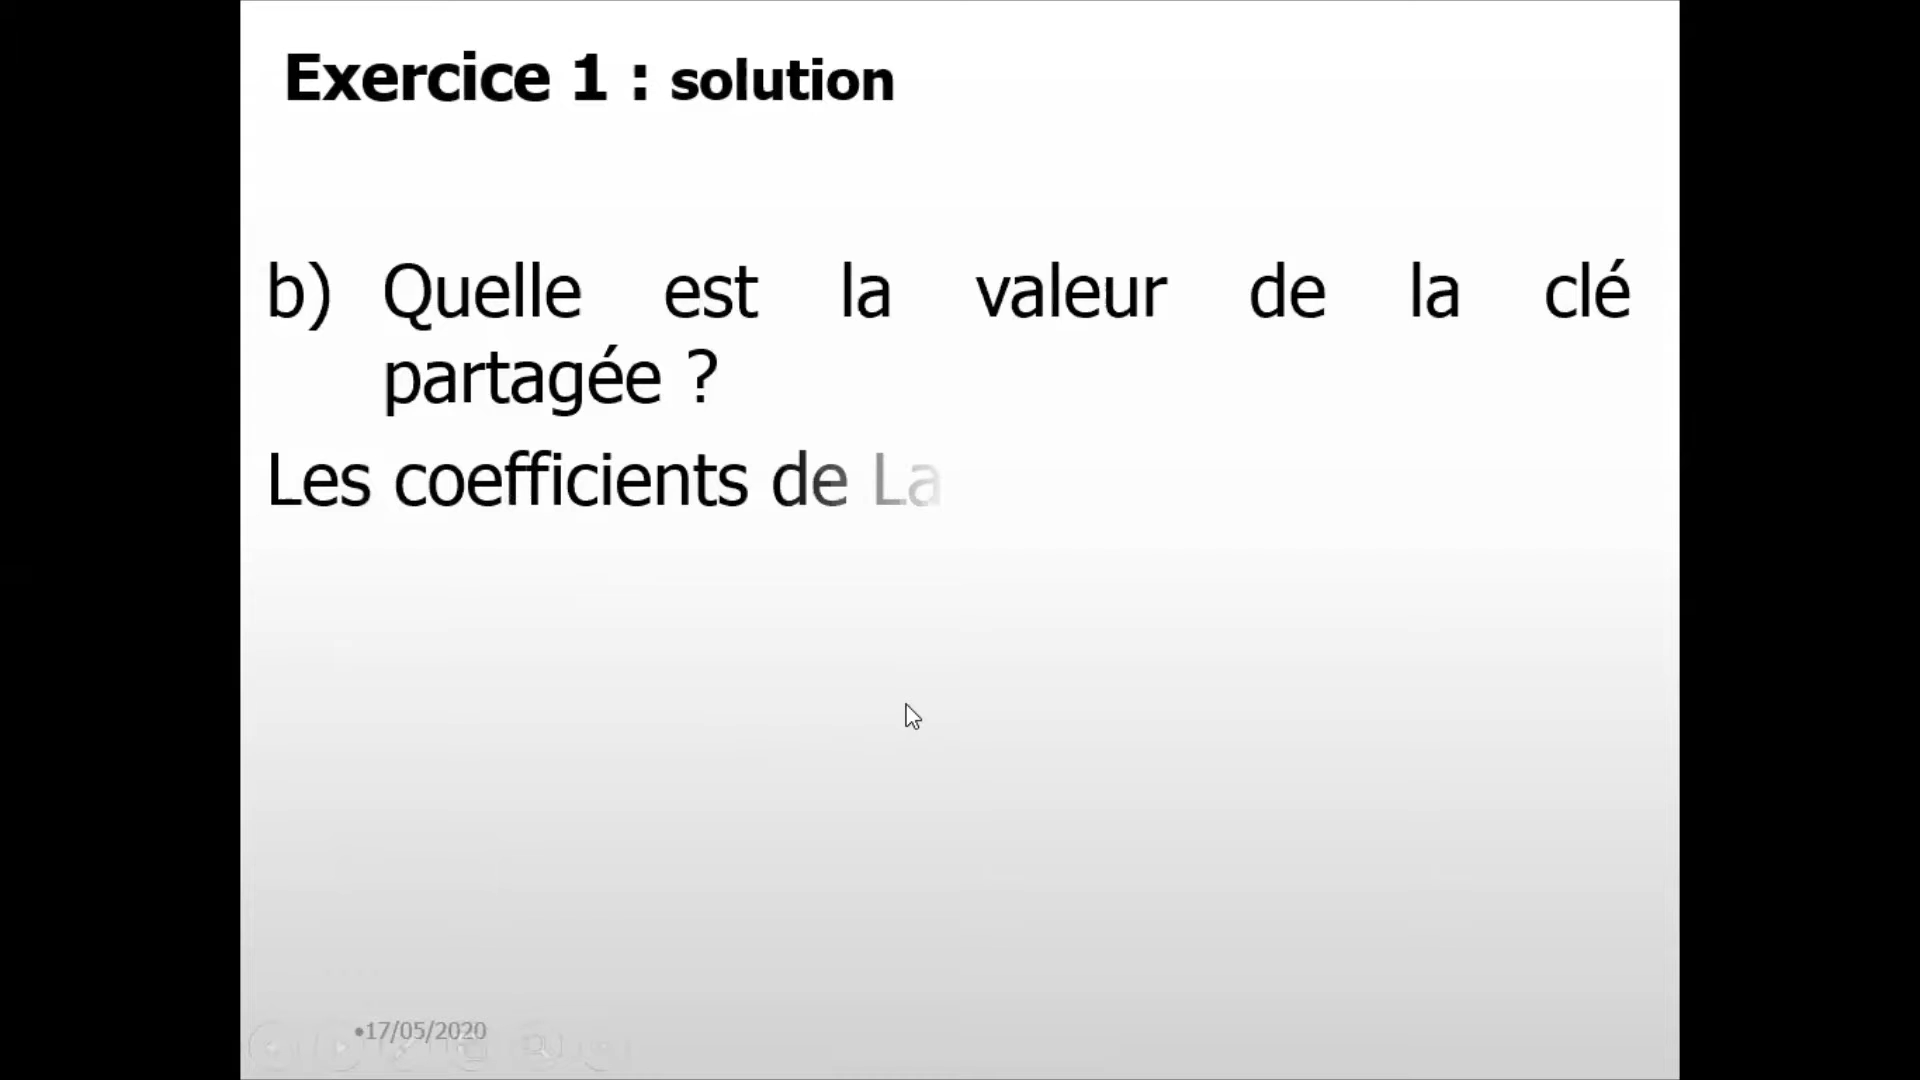 Exercice 1 : solution
b) Quelle est la valeur de la clé
partagée ?
Les coefficients de La
•17/05/2020